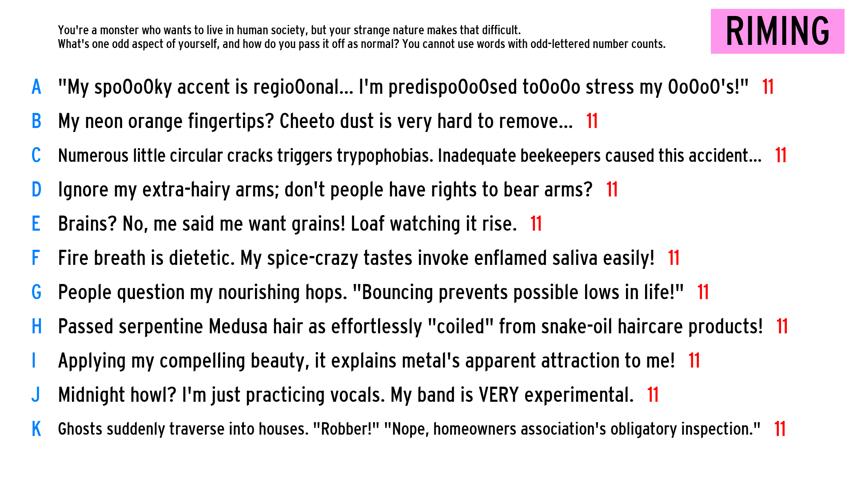 You're a monster who wants to live in human society, but your strange nature makes that difficult.
What's one odd aspect of yourself, and how do you pass it off as normal? You cannot use words with odd-lettered number counts.
RIMING
A "My spoOoOky accent is regioOonal... I'm predispoOoOsed toOoOo stress my OoOoO's!" 11
B My neon orange fingertips? Cheeto dust is very hard to remove... 11
C Numerous little circular cracks triggers trypophobias. Inadequate beekeepers caused this accident... 11
D Ignore my extra-hairy arms; don't people have rights to bear arms? 11
E Brains? No, me said me want grains! Loaf watching it rise. 11
F Fire breath is dietetic. My spice-crazy tastes invoke enflamed saliva easily! 11
G People question my nourishing hops. "Bouncing prevents possible lows in life!" 11
H Passed serpentine Medusa hair as effortlessly "coiled" from snake-oil haircare products! 11
I Applying my compelling beauty, it explains metal's apparent attraction to me! 11
J Midnight howl? I'm just practicing vocals. My band is VERY experimental. 11
K Ghosts suddenly traverse into houses. "Robber!" "Nope, homeowners association's obligatory inspection." 11